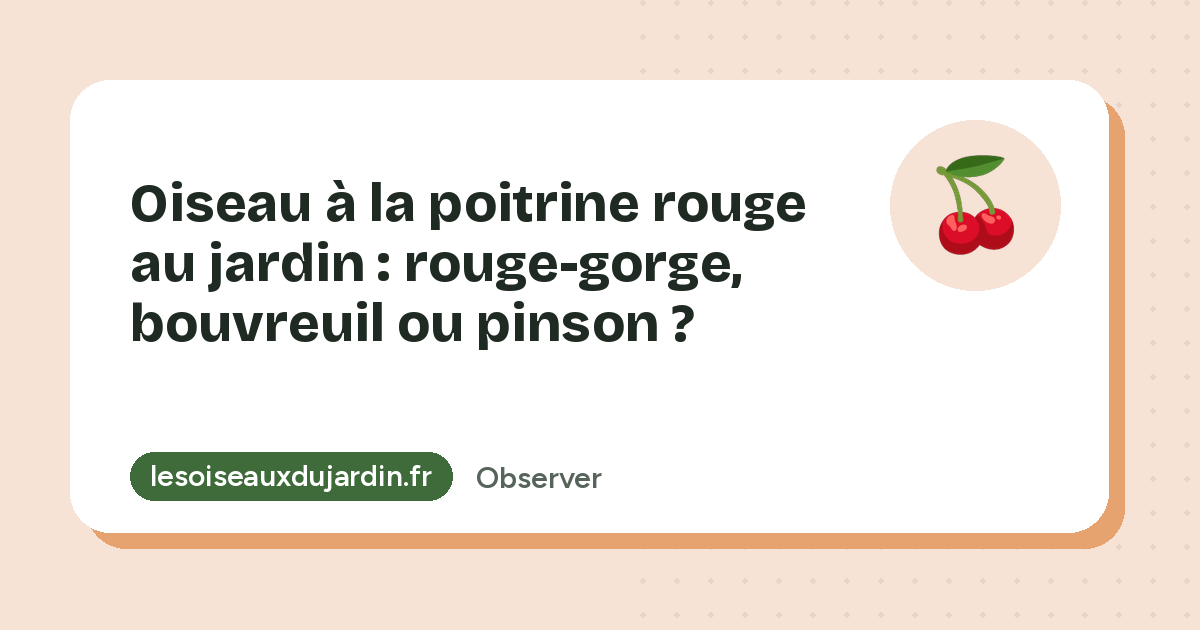 Oiseau à la poitrine rouge
au jardin : rouge-gorge,
bouvreuil ou pinson ?
lesoiseauxdujardin.fr Observer